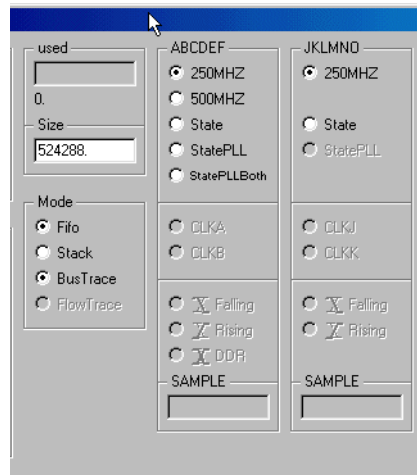 used
0.
Size
524288.
Mode
Fifo
Stack
BusTrace
FlowTrace
ABCDEF
250MHZ
500MHZ
State
StatePLL
StatePLLBoth
CLKA
CLKB
Falling
Rising
DDR
SAMPLE
JKLMNO
250MHZ
State
StatePLL
CLKJ
CLKK
Falling
Rising
SAMPLE